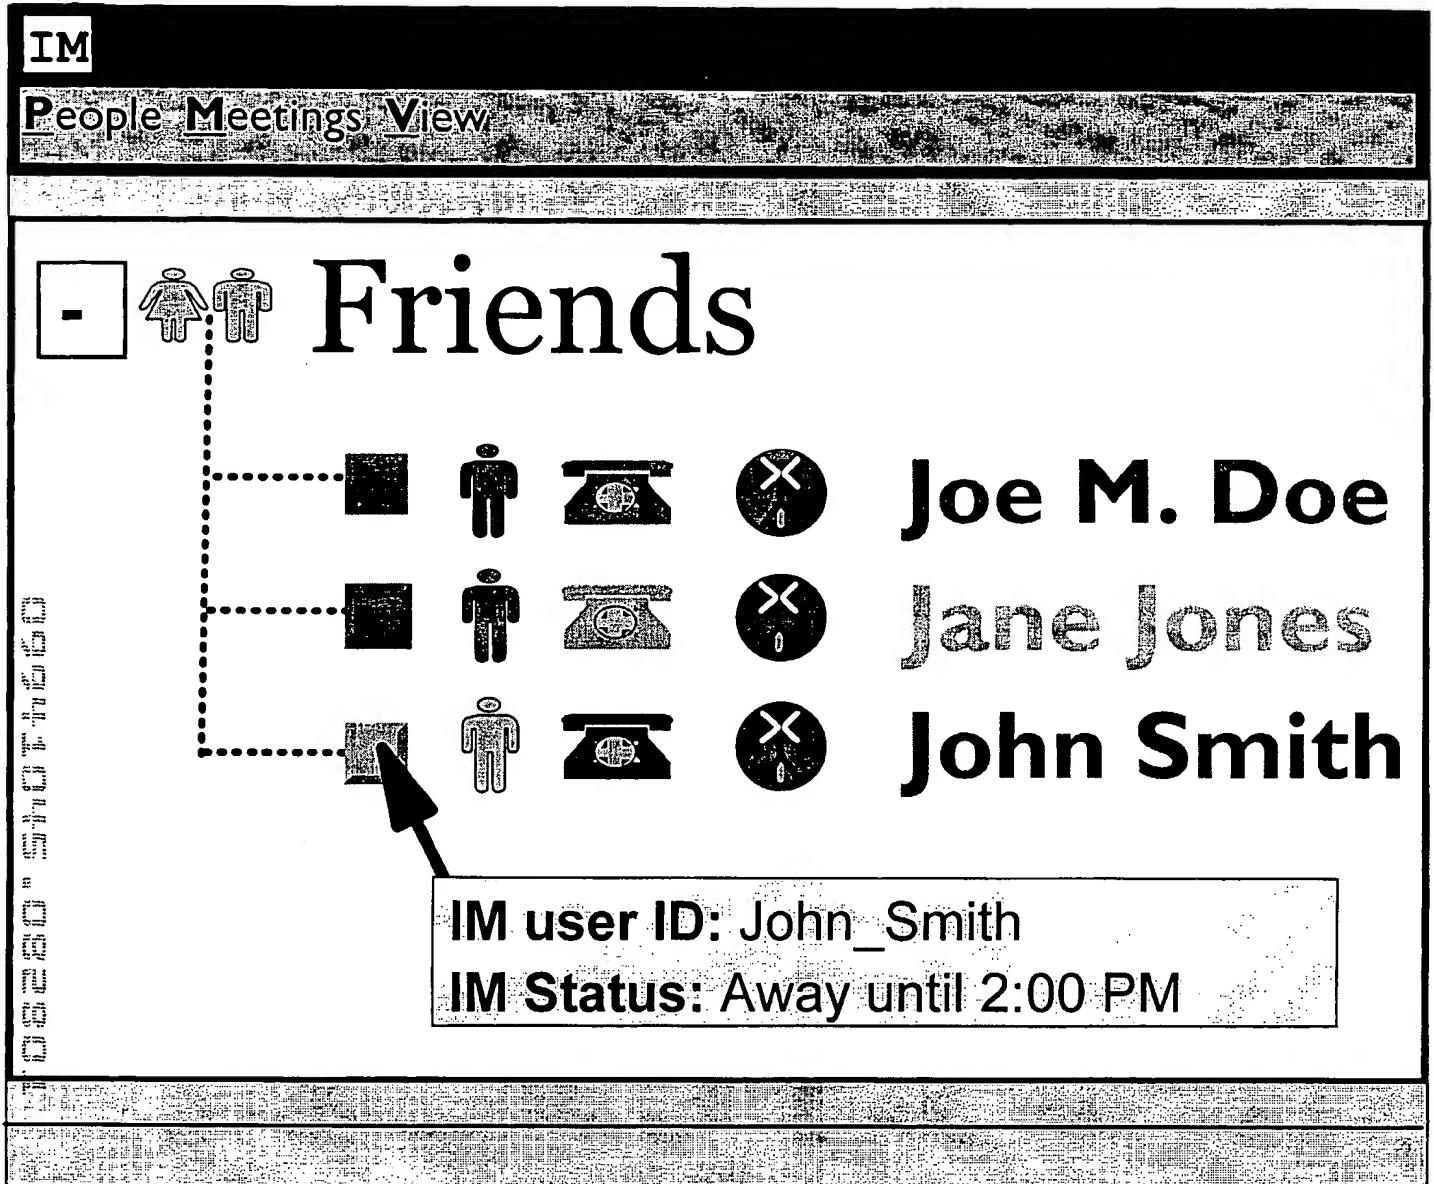 IM
People Meetings View
- Friends
Joe M. Doe
Jane Jones
John Smith
IM user ID: John_Smith
IM Status: Away until 2:00 PM